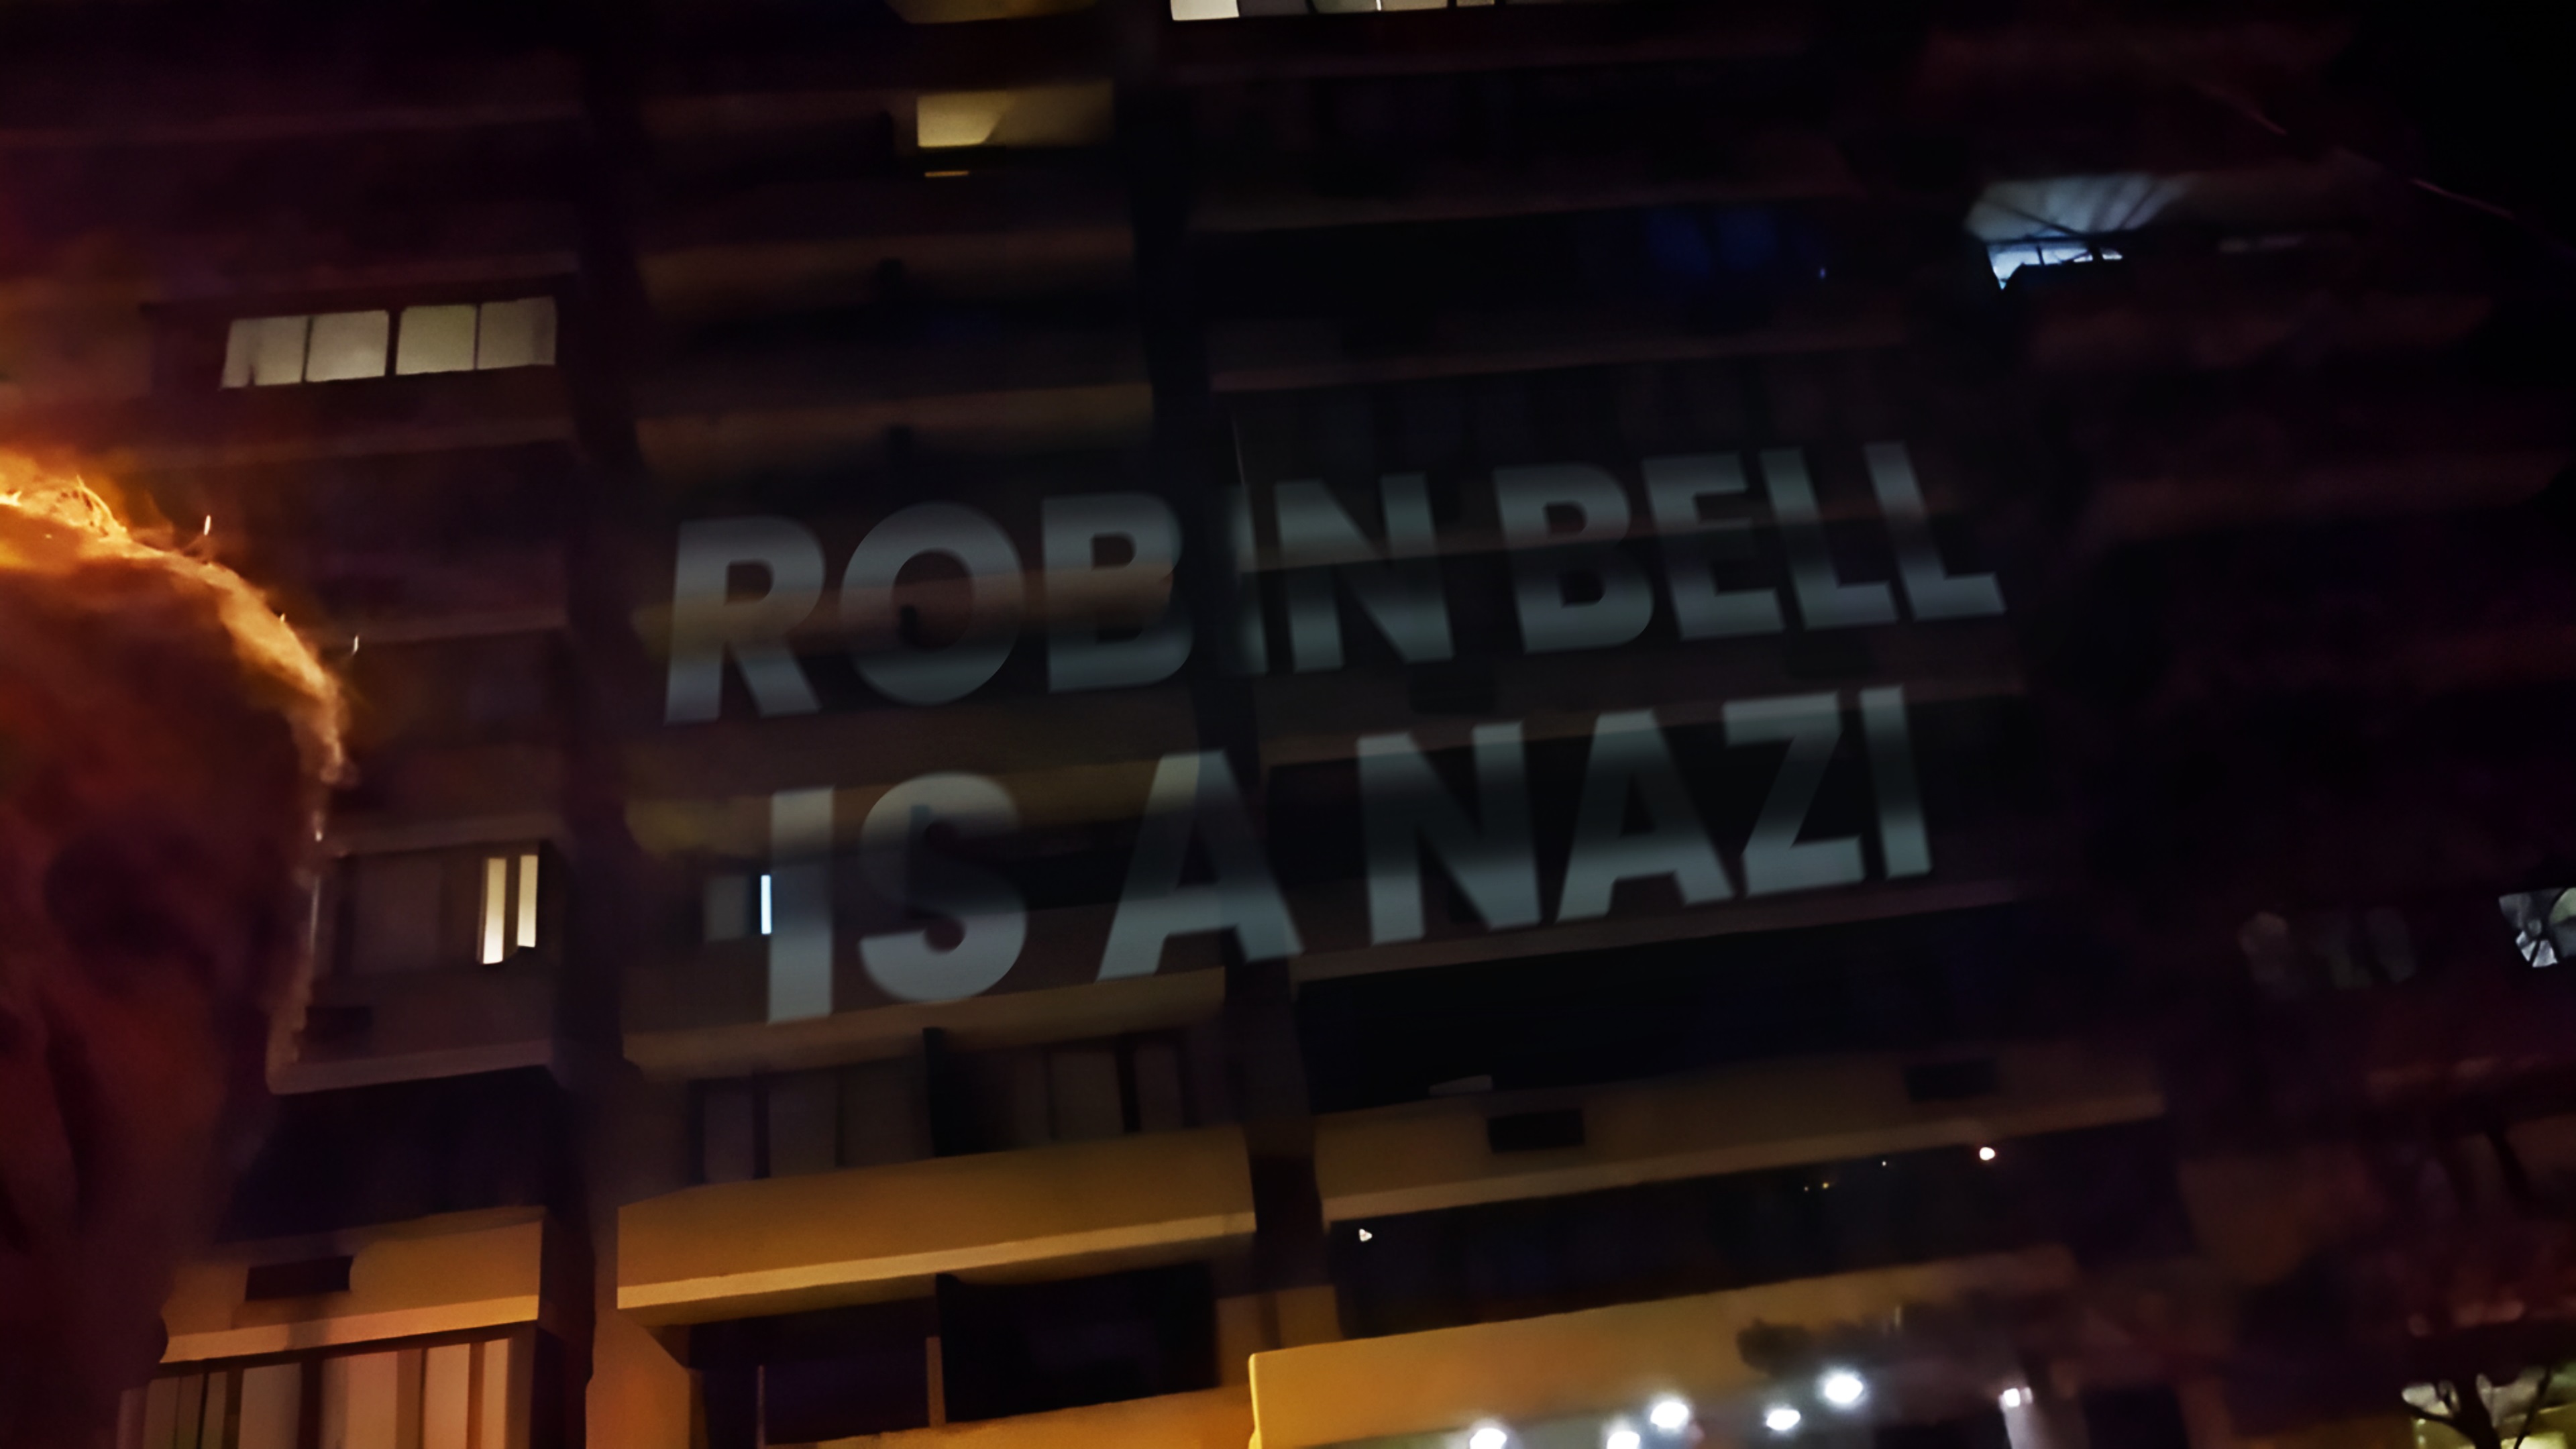 ROBIN BELL
IS A NAZI